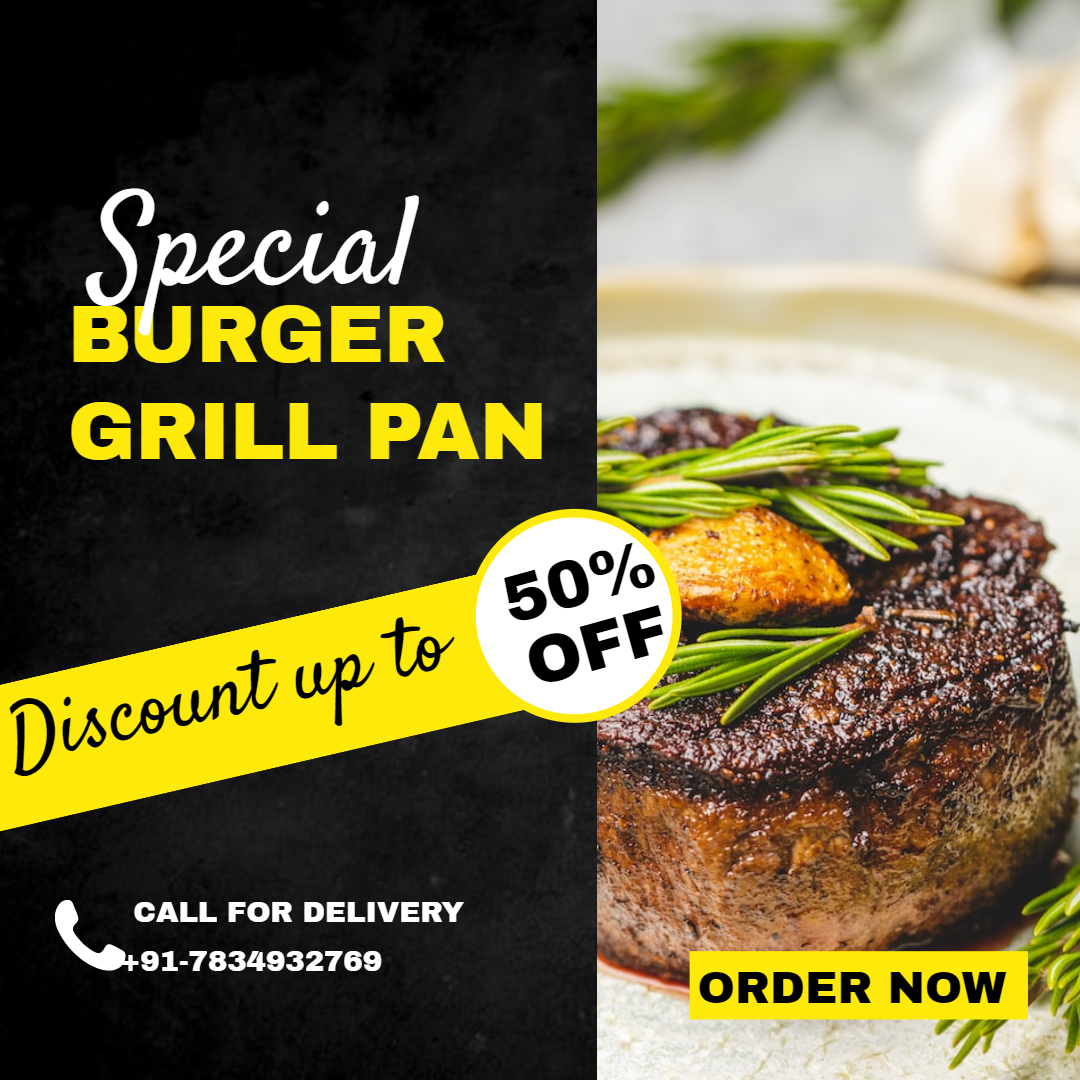 Special
BURGER
GRILL PAN
Discount up to
50%
OFF
CALL FOR DELIVERY
+91-7834932769
ORDER NOW